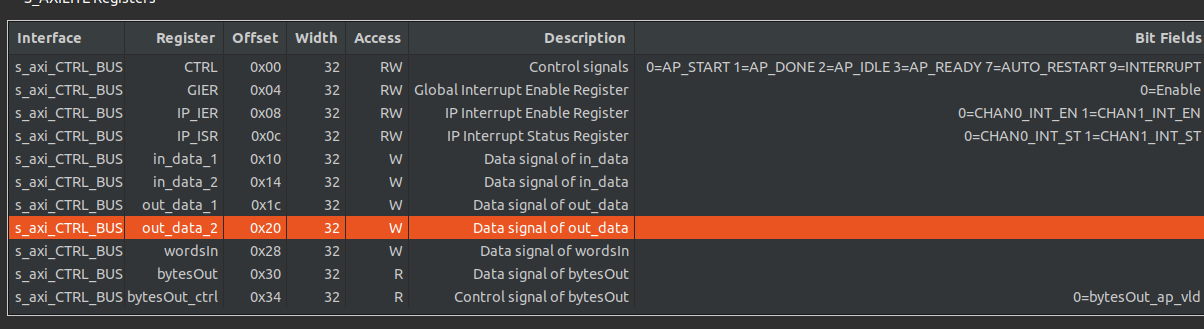 S_AXILITE Registers
Interface Register Offset Width Access Description Bit Fields
s_axi_CTRL_BUS CTRL 0x00 32 RW Control signals 0=AP_START 1=AP_DONE 2=AP_IDLE 3=AP_READY 7=AUTO_RESTART 9=INTERRUPT
s_axi_CTRL_BUS GIER 0x04 32 RW Global Interrupt Enable Register 0=Enable
s_axi_CTRL_BUS IP_IER 0x08 32 RW IP Interrupt Enable Register 0=CHAN0_INT_EN 1=CHAN1_INT_EN
s_axi_CTRL_BUS IP_ISR 0x0c 32 RW IP Interrupt Status Register 0=CHAN0_INT_ST 1=CHAN1_INT_ST
s_axi_CTRL_BUS in_data_1 0x10 32 W Data signal of in_data
s_axi_CTRL_BUS in_data_2 0x14 32 W Data signal of in_data
s_axi_CTRL_BUS out_data_1 0x1c 32 W Data signal of out_data
s_axi_CTRL_BUS out_data_2 0x20 32 W Data signal of out_data
s_axi_CTRL_BUS wordsIn 0x28 32 W Data signal of wordsIn
s_axi_CTRL_BUS bytesOut 0x30 32 R Data signal of bytesOut
s_axi_CTRL_BUS bytesOut_ctrl 0x34 32 R Control signal of bytesOut 0=bytesOut_ap_vld